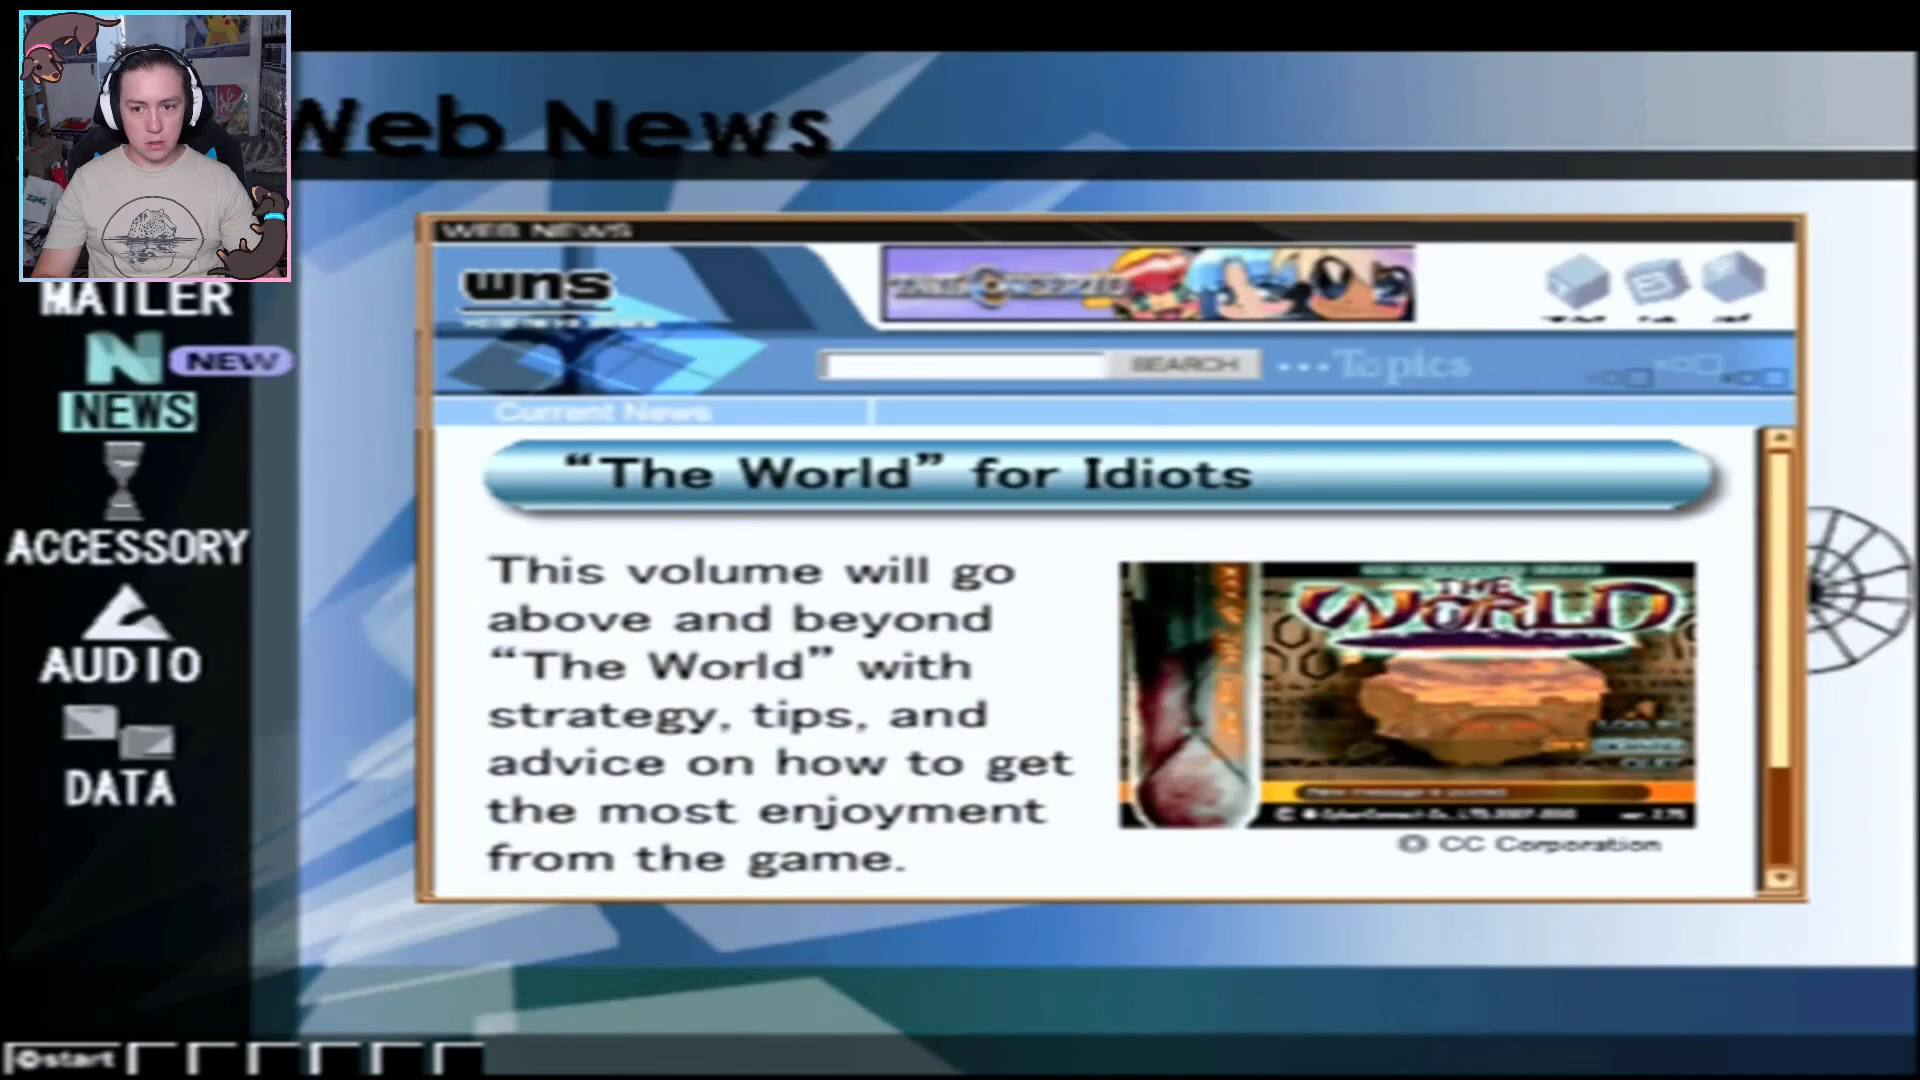 Web News
WEB NEWS
wns
SEARCH
...Topics
Current News
MAILER
NEW
NEWS
ACCESSORY
AUDIO
DATA
“The World” for Idiots
This volume will go
above and beyond
“The World” with
strategy, tips, and
advice on how to get
the most enjoyment
from the game.
THE
WORLD
© CC Corporation
start